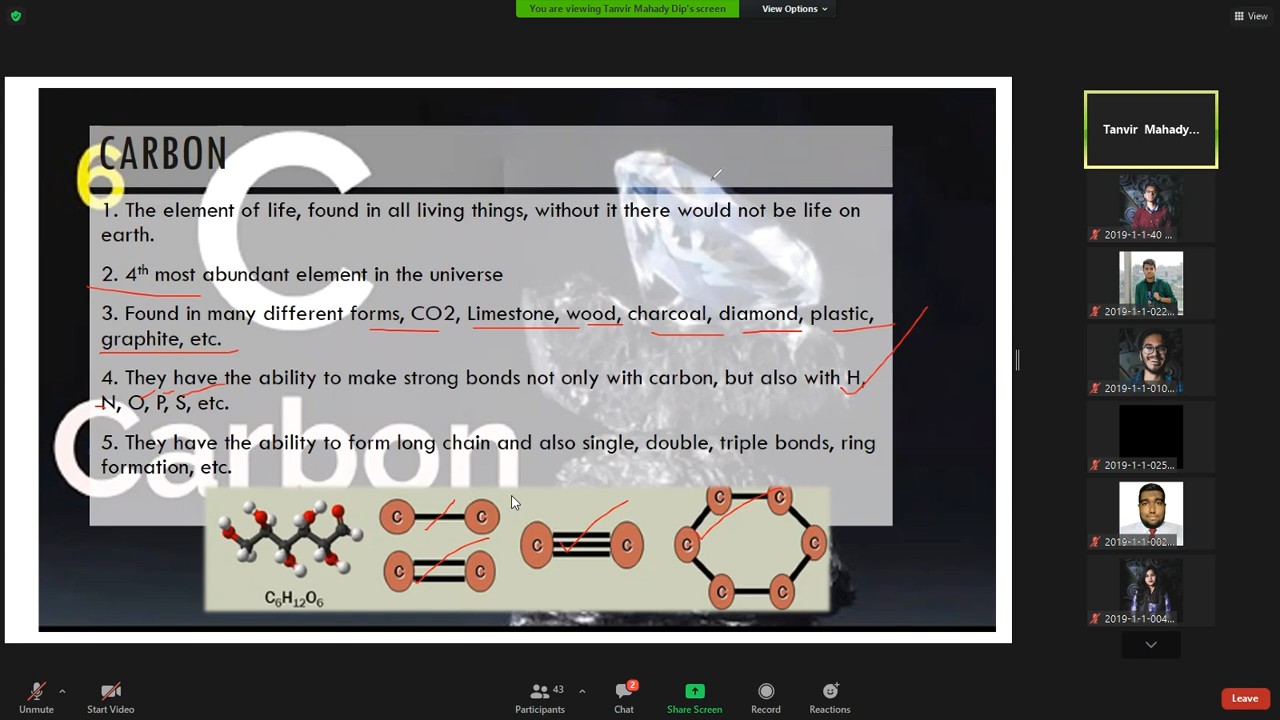 You are viewing Tanvir Mahady Dip's screen
View Options
View
CARBON
6
C
Carbon
1. The element of life, found in all living things, without it there would not be life on
earth.
2. 4th most abundant element in the universe
3. Found in many different forms, CO2, Limestone, wood, charcoal, diamond, plastic,
graphite, etc.
4. They have the ability to make strong bonds not only with carbon, but also with H,
N, O, P, S, etc.
5. They have the ability to form long chain and also single, double, triple bonds, ring
formation, etc.
C C
C C
C C
C C
C C
C C
C6H12O6
Tanvir Mahady...
2019-1-1-40 ...
2019-1-1-022...
2019-1-1-010...
2019-1-1-025...
2019-1-1-002...
2019-1-1-004...
Unmute
Start Video
43
Participants
2
Chat
Share Screen
Record
Reactions
Leave